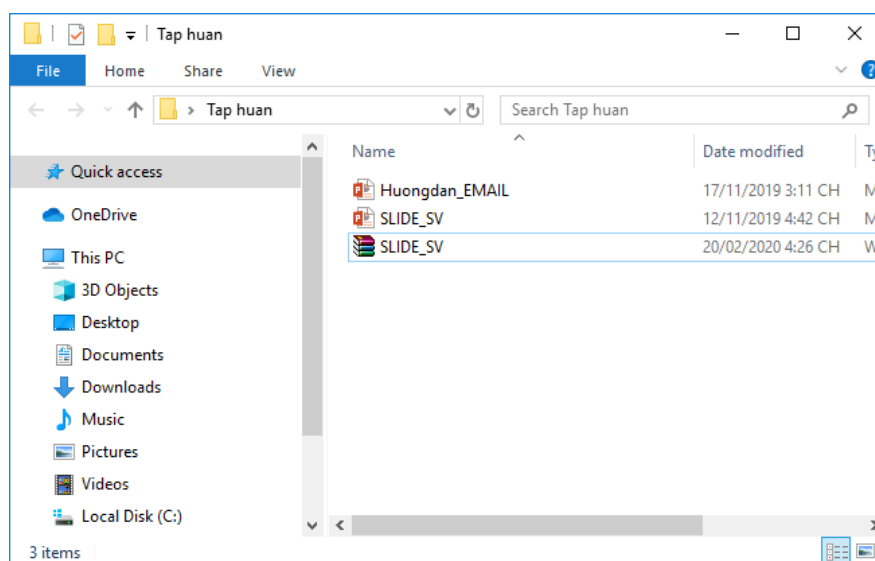 Tap huan
File Home Share View
Tap huan
Search Tap huan
Name Date modified Ty
Quick access
Huongdan_EMAIL 17/11/2019 3:11 CH M
OneDrive
SLIDE_SV 12/11/2019 4:42 CH M
This PC
SLIDE_SV 20/02/2020 4:26 CH W
3D Objects
Desktop
Documents
Downloads
Music
Pictures
Videos
Local Disk (C:)
3 items